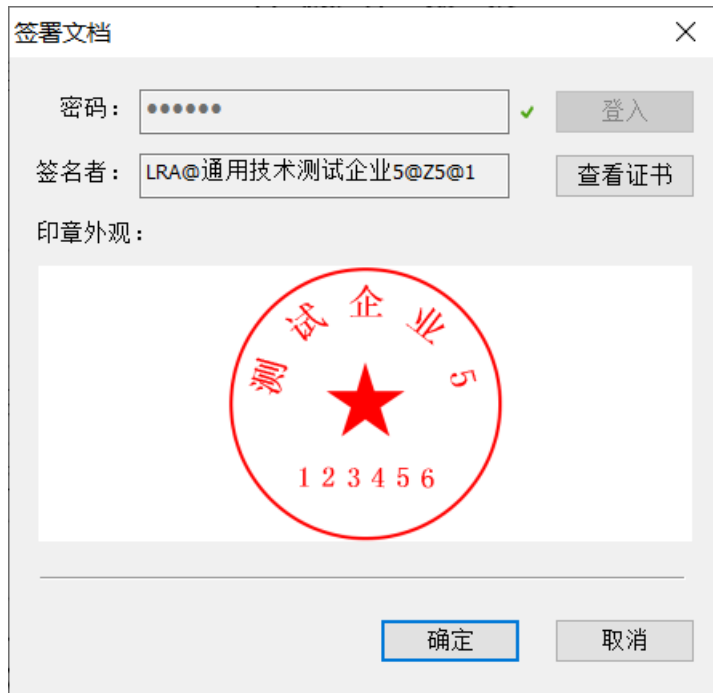 签署文档
密码：
••••••
登入
签名者：
LRA@通用技术测试企业5@Z5@1
查看证书
印章外观：
测试企业5
123456
确定
取消